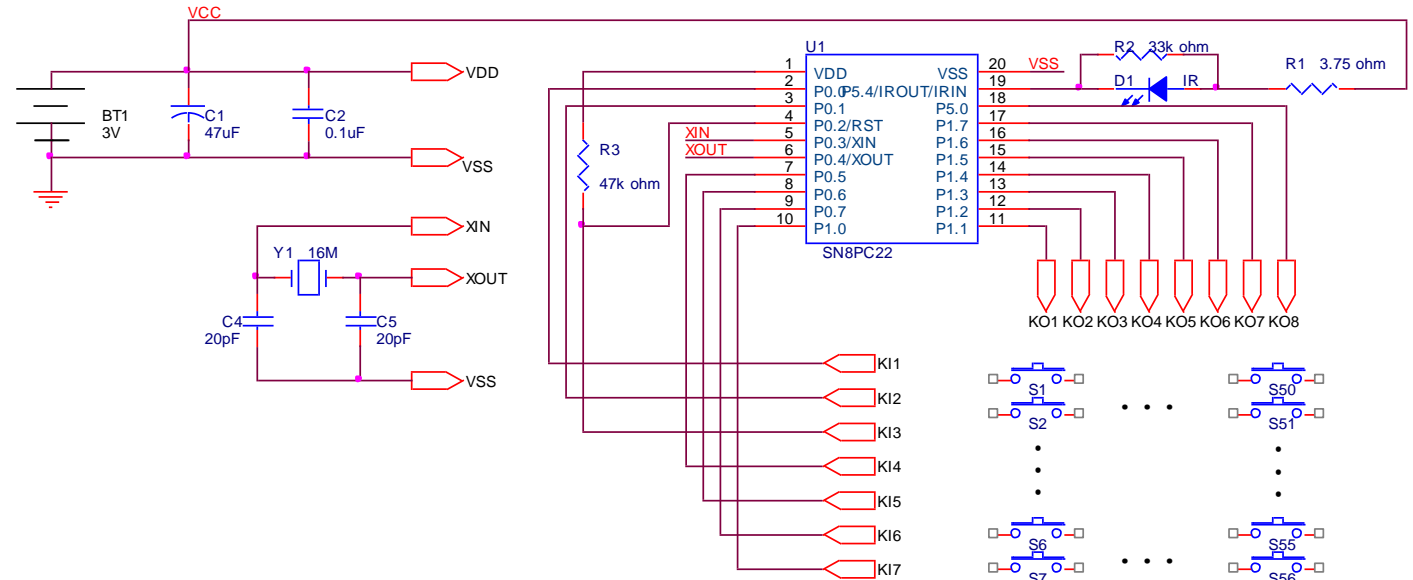 VCC
VDD
BT1
3V
C1
47uF
C2
0.1uF
VSS
XIN
Y1 16M
XOUT
C4
20pF
C5
20pF
VSS
R3
47k ohm
XIN
XOUT
U1
1 VDD
2 P0.0
3 P0.1
4 P0.2/RST
5 P0.3/XIN
6 P0.4/XOUT
7 P0.5
8 P0.6
9 P0.7
10 P1.0
VSS 20 VSS
P5.4/IROUT/IRIN 19
P5.0 18
P1.7 17
P1.6 16
P1.5 15
P1.4 14
P1.3 13
P1.2 12
P1.1 11
SN8PC22
R2 33k ohm
D1 IR
R1 3.75 ohm
KO1 KO2 KO3 KO4 KO5 KO6 KO7 KO8
KI1
KI2
KI3
KI4
KI5
KI6
KI7
S1 S50
S2 S51
S6 S55
S7 S56